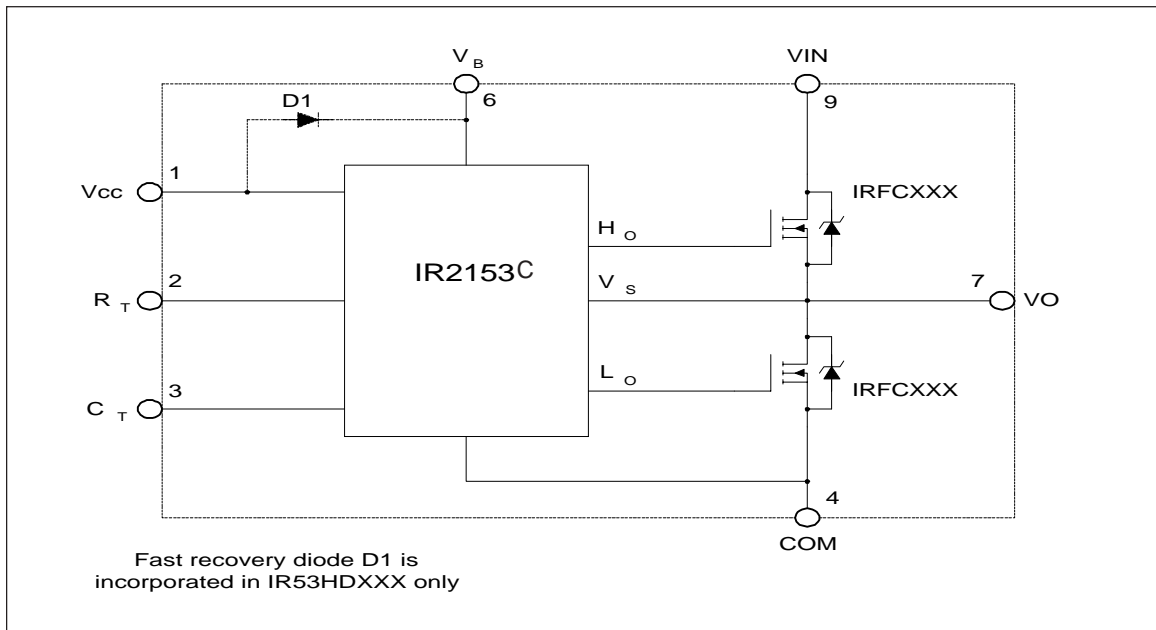 V B
6
VIN
9
D1
1
Vcc
IRFCXXX
H O
IR2153C
2
R T
V S
7
VO
L O
IRFCXXX
3
C T
4
COM
Fast recovery diode D1 is
incorporated in IR53HDXXX only